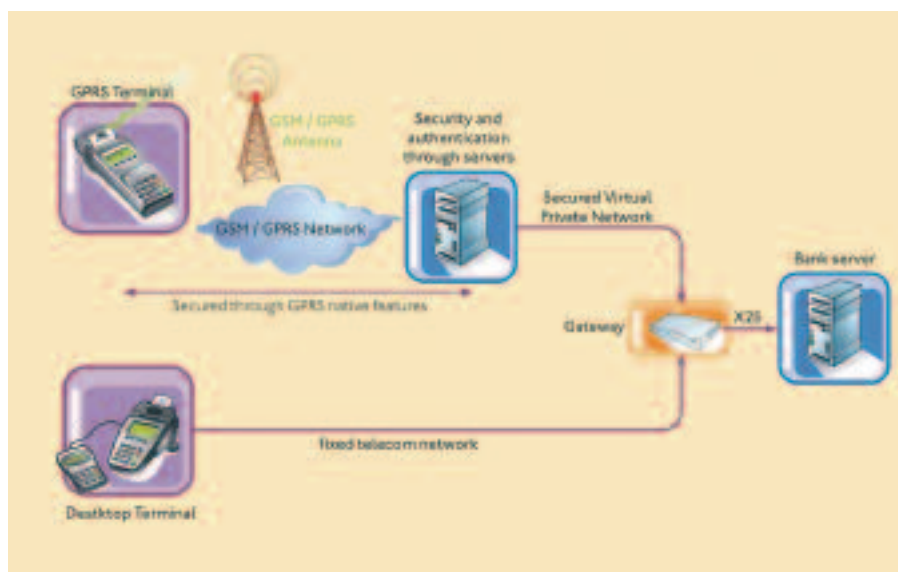 GPRS Terminal
GSM / GPRS
Antenna
Security and
authentication
through servers
GSM / GPRS Network
Secured Virtual
Private Network
Bank server
Secured through GPRS native features
Gateway
X25
fixed telecom network
Desktktop Terminal